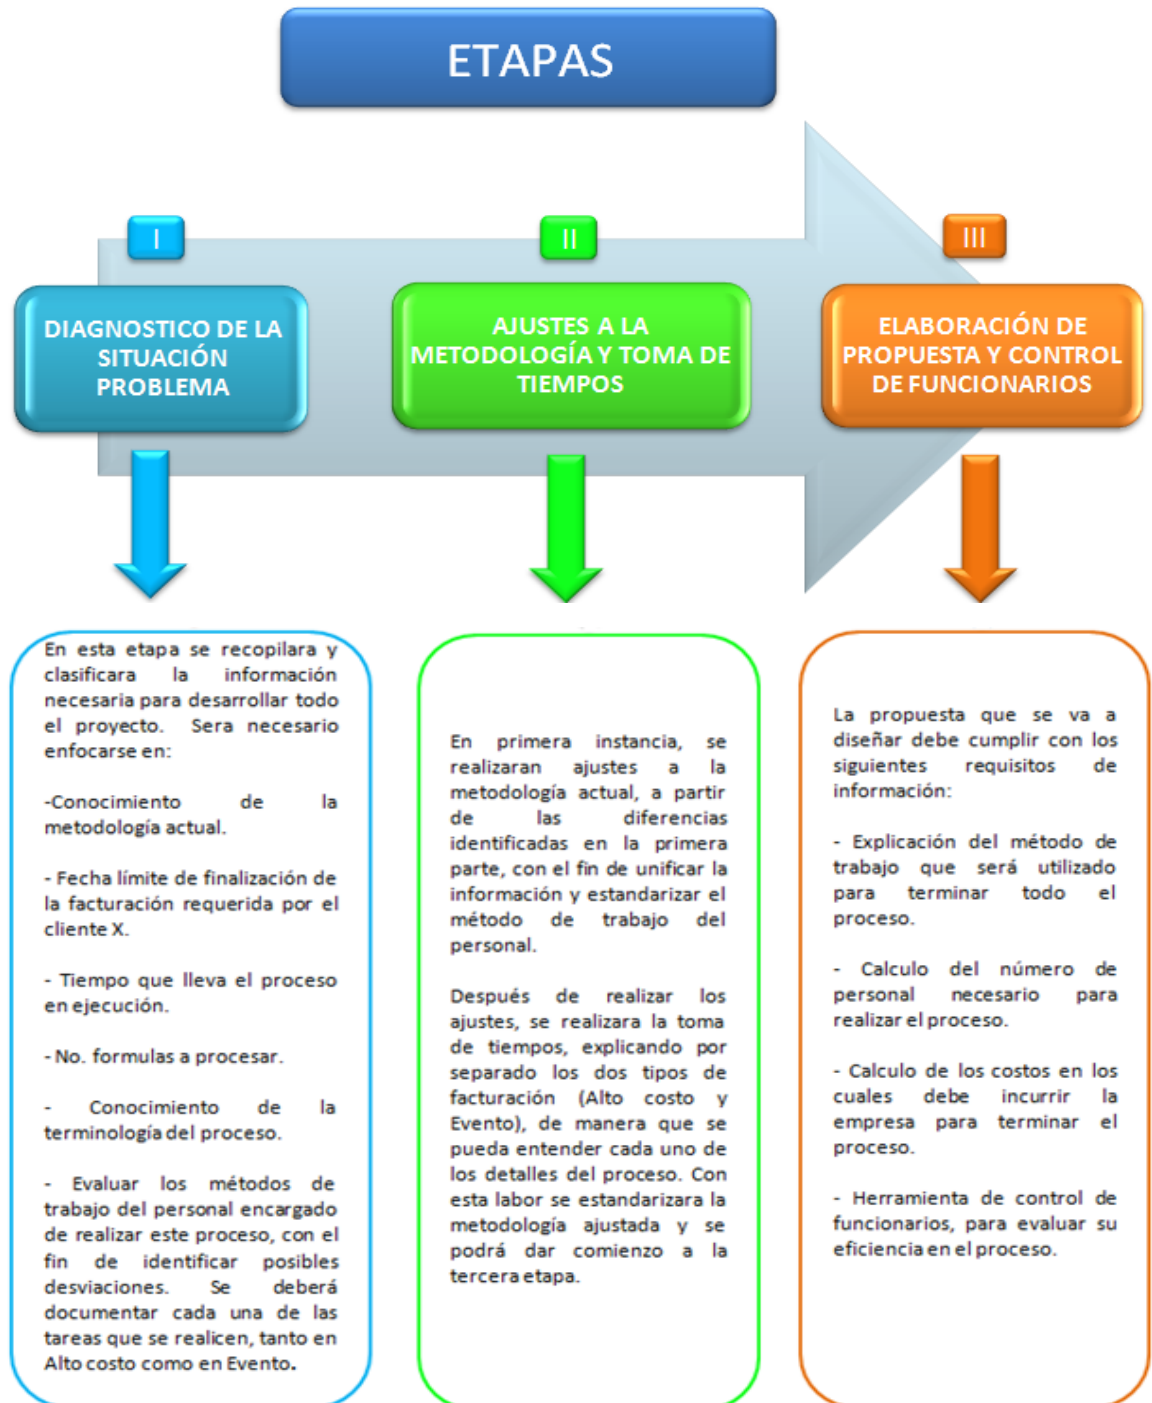 ETAPAS
I
DIAGNOSTICO DE LA
SITUACIÓN
PROBLEMA
II
AJUSTES A LA
METODOLOGÍA Y TOMA DE
TIEMPOS
III
ELABORACIÓN DE
PROPUESTA Y CONTROL
DE FUNCIONARIOS
En esta etapa se recopilara y
clasificara la información
necesaria para desarrollar todo
el proyecto. Sera necesario
enfocarse en:
-Conocimiento de la
metodología actual.
- Fecha límite de finalización de
la facturación requerida por el
cliente X.
- Tiempo que lleva el proceso
en ejecución.
- No. formulas a procesar.
- Conocimiento de la
terminología del proceso.
- Evaluar los métodos de
trabajo del personal encargado
de realizar este proceso, con el
fin de identificar posibles
desviaciones. Se deberá
documentar cada una de las
tareas que se realicen, tanto en
Alto costo como en Evento.
En primera instancia, se
realizaran ajustes a la
metodología actual, a partir
de las diferencias
identificadas en la primera
parte, con el fin de unificar la
información y estandarizar el
método de trabajo del
personal.
Después de realizar los
ajustes, se realizara la toma
de tiempos, explicando por
separado los dos tipos de
facturación (Alto costo y
Evento), de manera que se
pueda entender cada uno de
los detalles del proceso. Con
esta labor se estandarizara la
metodología ajustada y se
podrá dar comienzo a la
tercera etapa.
La propuesta que se va a
diseñar debe cumplir con los
siguientes requisitos de
información:
- Explicación del método de
trabajo que será utilizado
para terminar todo el
proceso.
- Calculo del número de
personal necesario para
realizar el proceso.
- Calculo de los costos en los
cuales debe incurrir la
empresa para terminar el
proceso.
- Herramienta de control de
funcionarios, para evaluar su
eficiencia en el proceso.